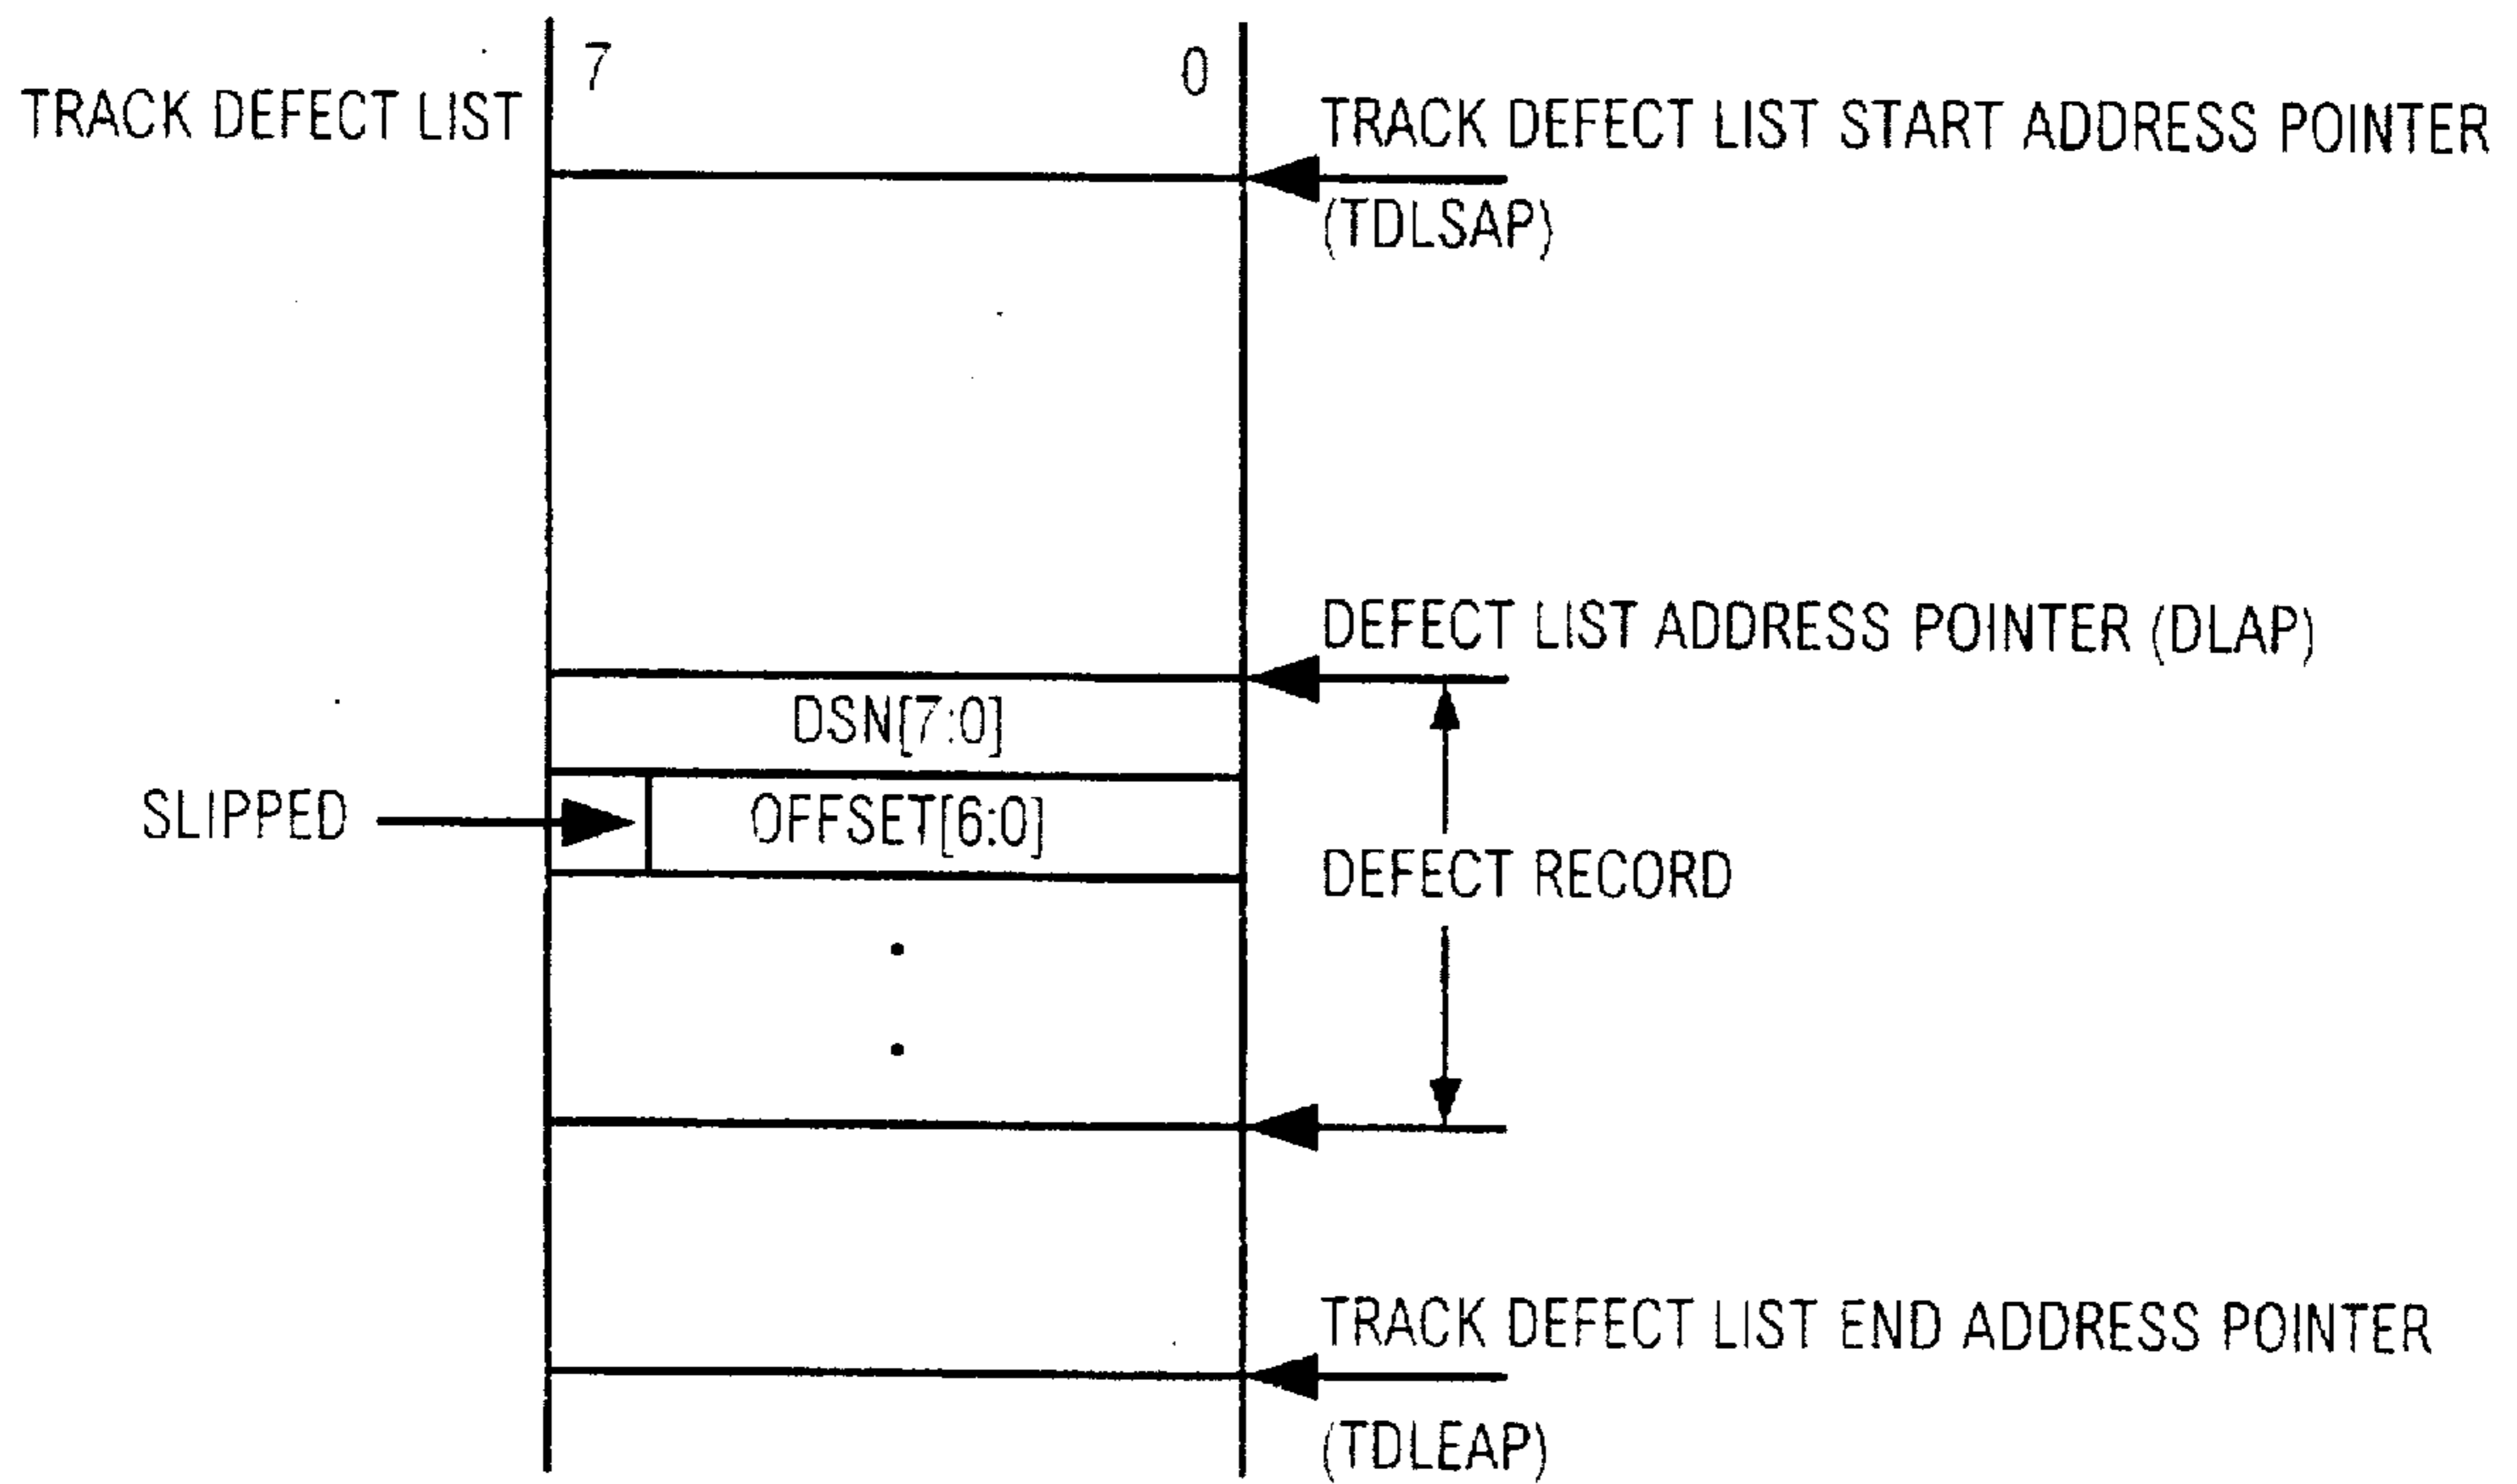 7 0
TRACK DEFECT LIST
TRACK DEFECT LIST START ADDRESS POINTER
(TDLSAP)
DEFECT LIST ADDRESS POINTER (DLAP)
DSN[7:0]
SLIPPED
OFFSET[6:0]
DEFECT RECORD
TRACK DEFECT LIST END ADDRESS POINTER
(TDLEAP)